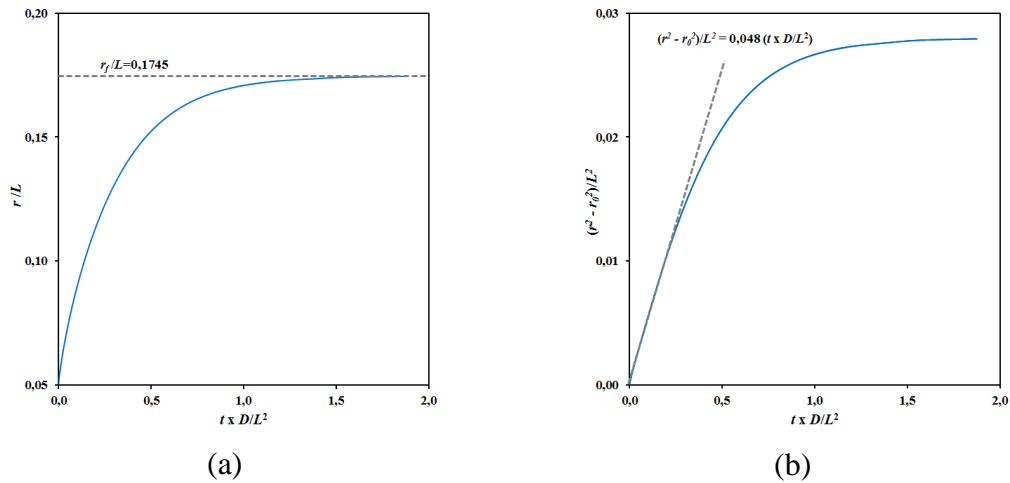 0,20
0,15
0,10
0,05
r /L
r_f /L=0,1745
0,0
0,5
1,0
1,5
2,0
t x D/L²
(a)
0,03
0,02
0,01
0,00
(r² - r₀²)/L²
(r² - r₀²)/L² = 0,048 (t x D/L²)
0,0
0,5
1,0
1,5
2,0
t x D/L²
(b)